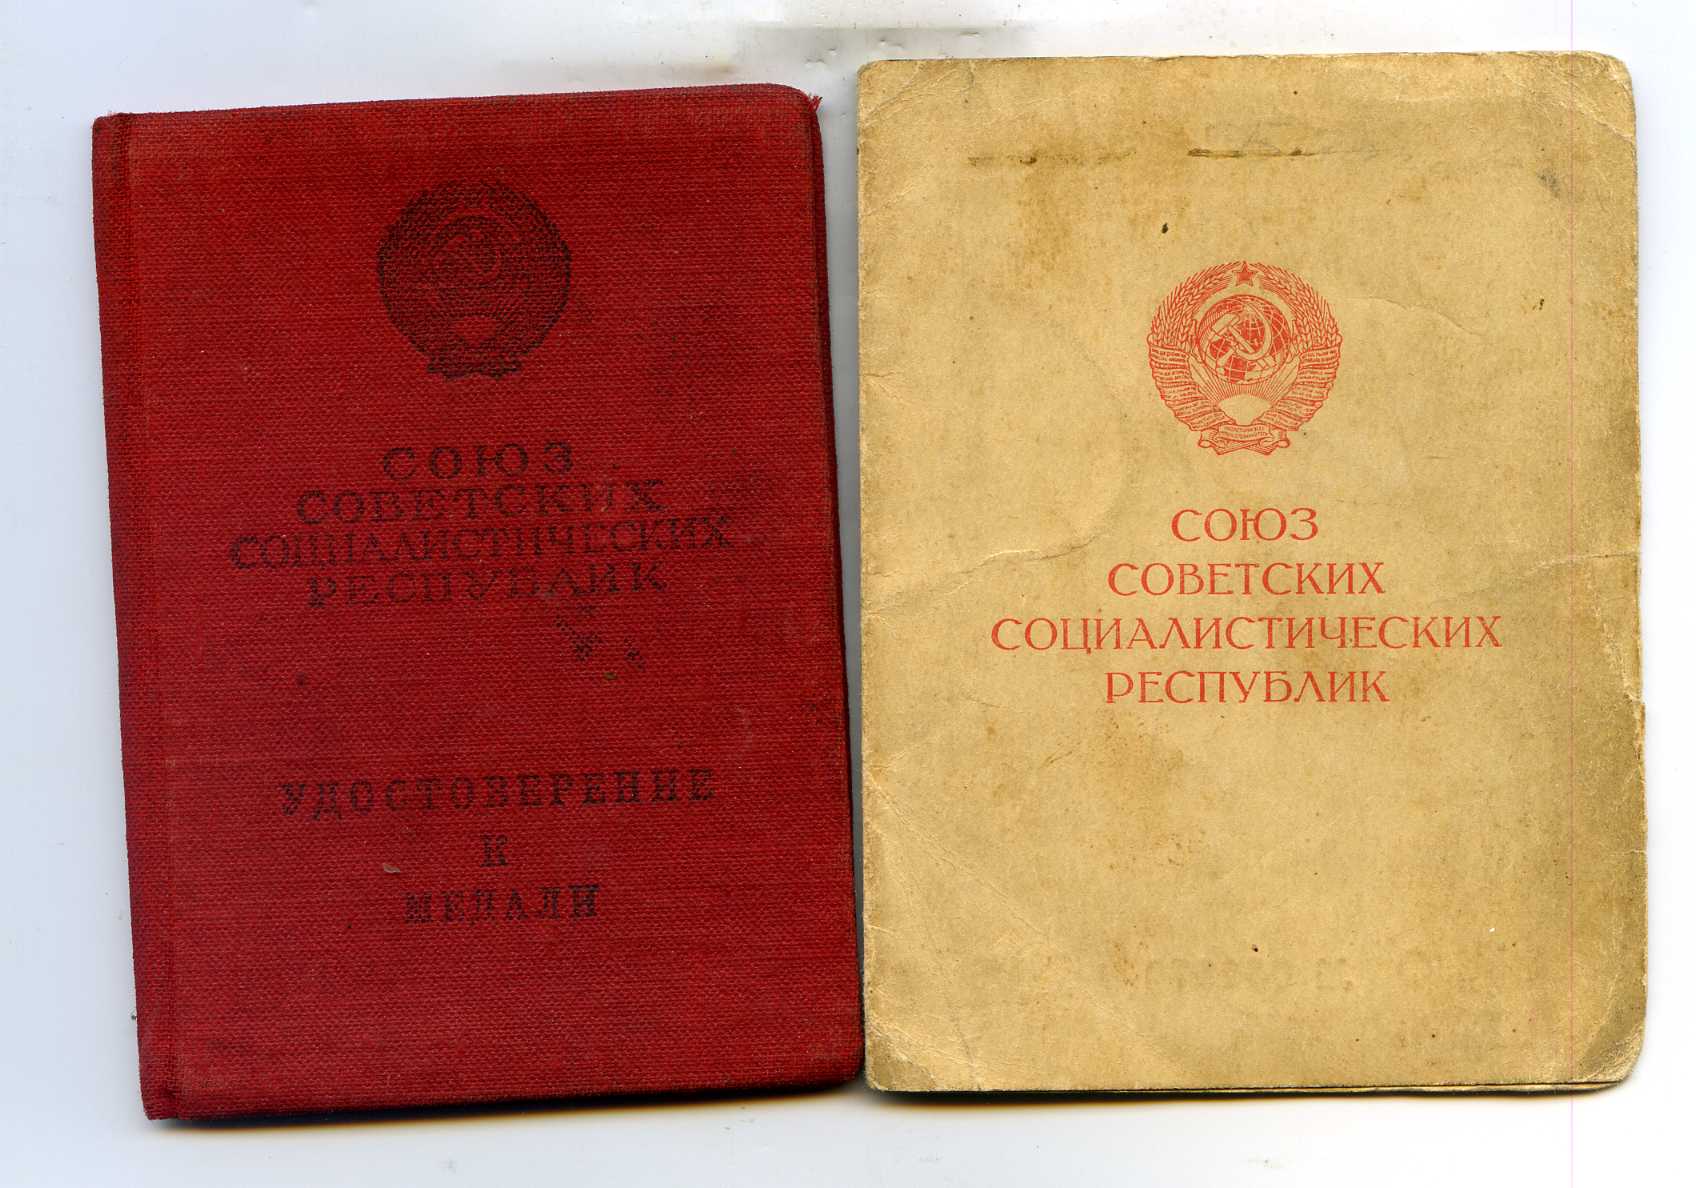 СОЮЗ
СОВЕТСКИХ
СОЦИАЛИСТИЧЕСКИХ
РЕСПУБЛИК
УДОСТОВЕРЕНИЕ
К
МЕДАЛИ
СОЮЗ
СОВЕТСКИХ
СОЦИАЛИСТИЧЕСКИХ
РЕСПУБЛИК